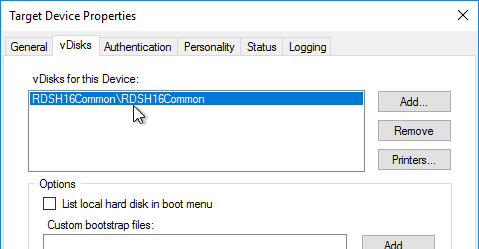 Target Device Properties
General vDisks Authentication Personality Status Logging
vDisks for this Device:
RDSH16Common\RDSH16Common
Add...
Remove
Printers...
Options
List local hard disk in boot menu
Custom bootstrap files:
Add